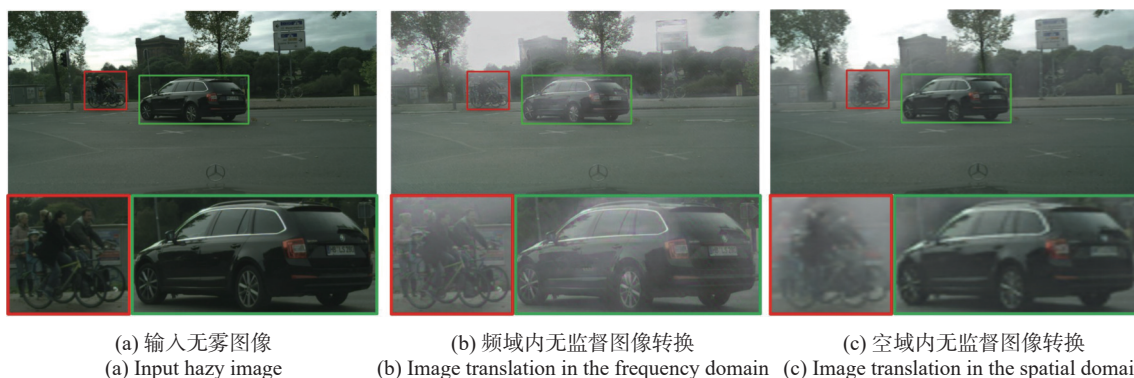 (a) 输入无雾图像
(b) 频域内无监督图像转换
(c) 空域内无监督图像转换
(a) Input hazy image
(b) Image translation in the frequency domain
(c) Image translation in the spatial domai